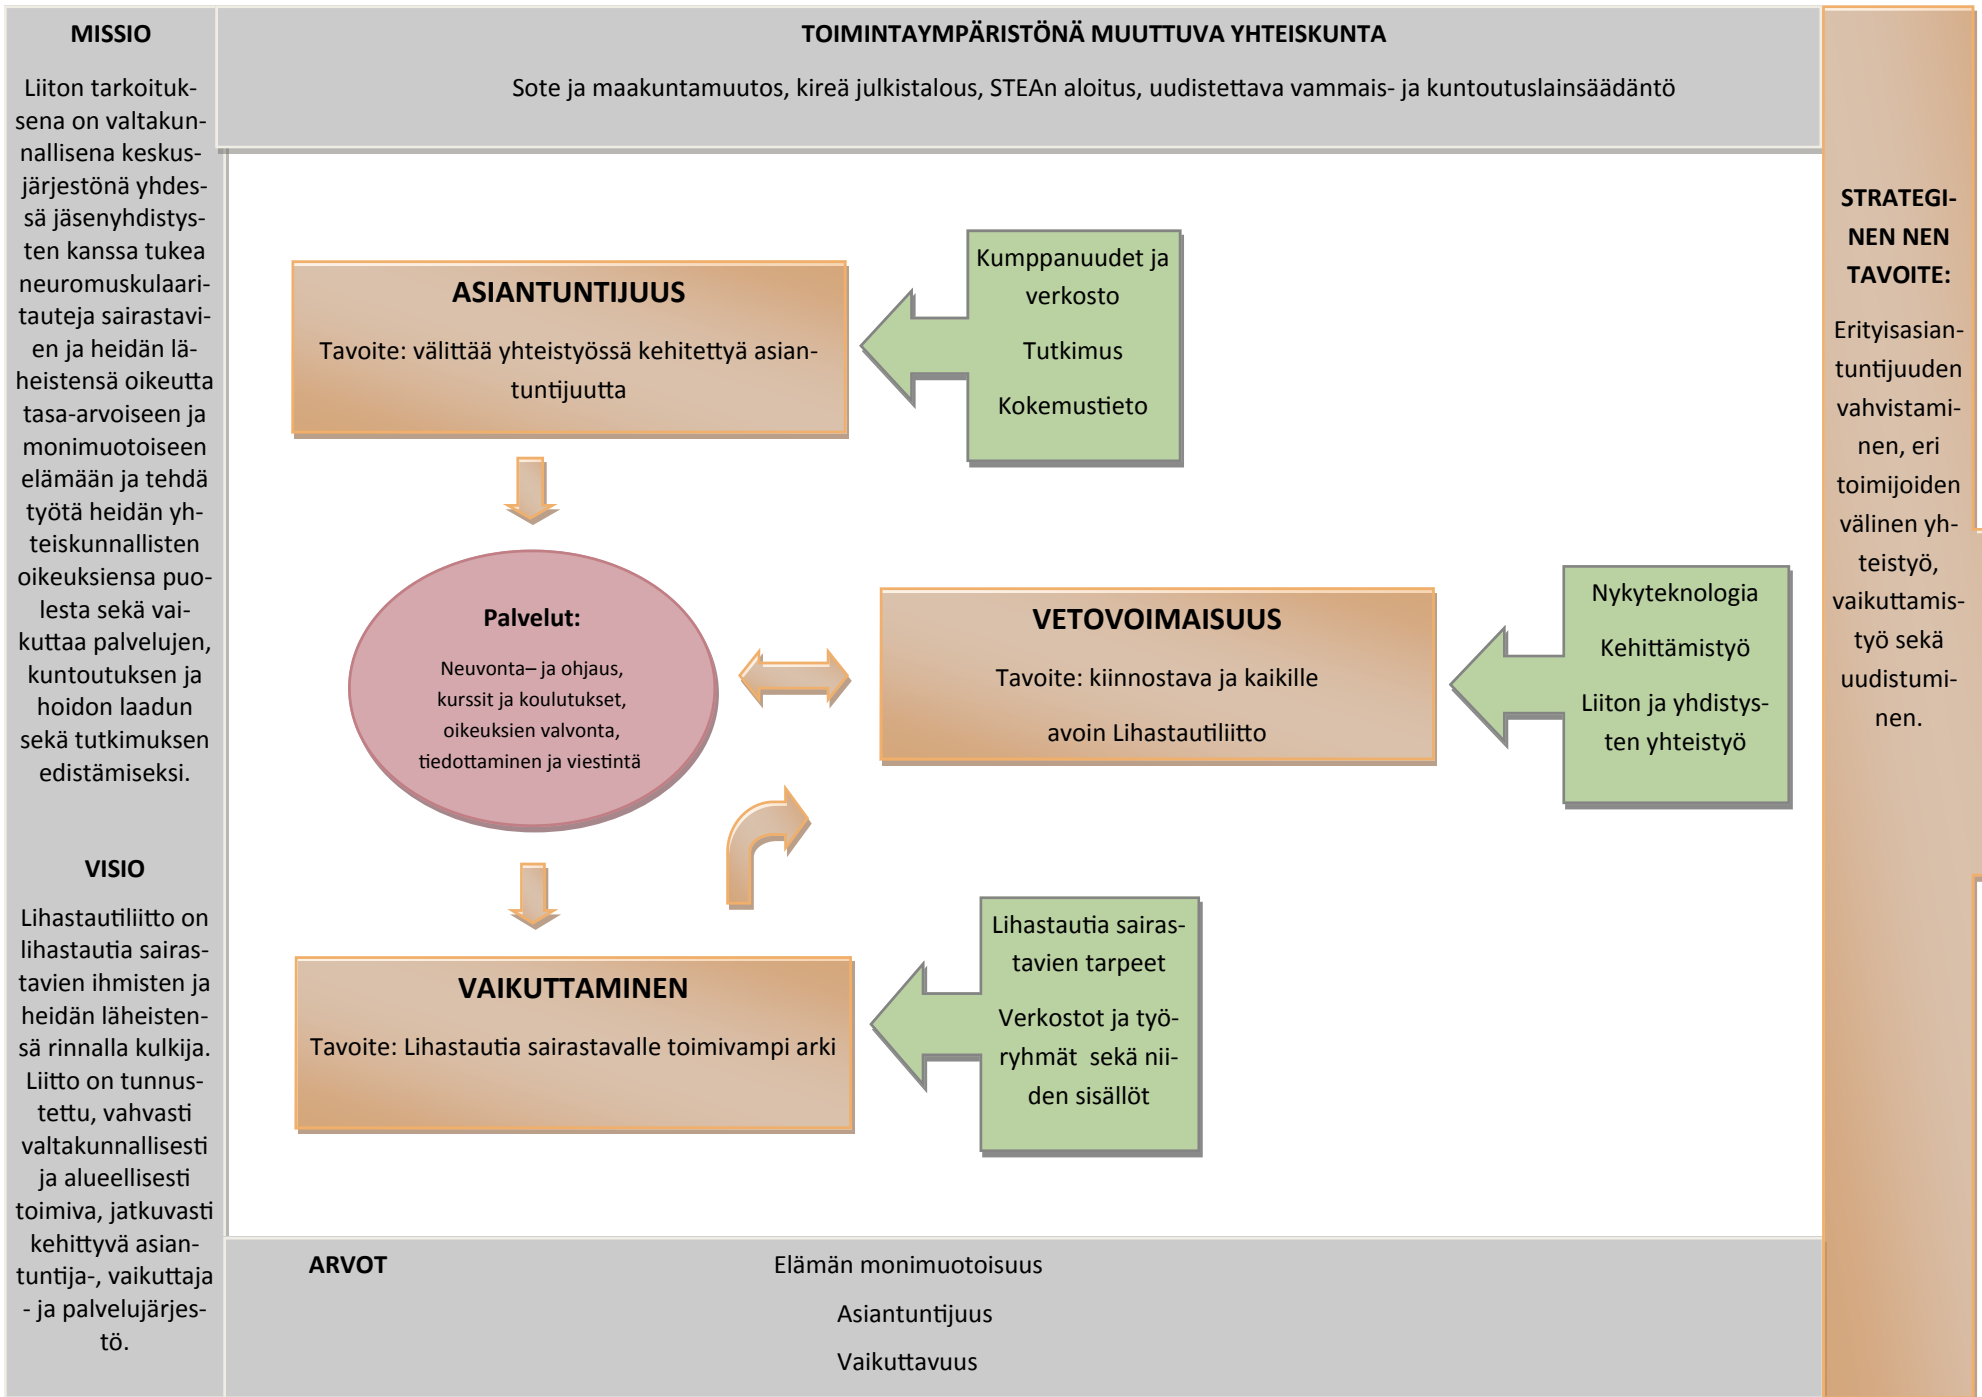 MISSIO
Liiton tarkoituk-
sena on valtakun-
nallisena keskus-
järjestönä yhdes-
sä jäsenyhdistys-
ten kanssa tukea
neuromuskulaari-
tauteja sairastavi-
en ja heidän lä-
heistensä oikeutta
tasa-arvoiseen ja
monimuotoiseen
elämään ja tehdä
työtä heidän yh-
teiskunnallisten
oikeuksiensa puo-
lesta sekä vai-
kuttaa palvelujen,
kuntoutuksen ja
hoidon laadun
sekä tutkimuksen
edistämiseksi.
VISIO
Lihastautiliitto on
lihastautia sairas-
tavien ihmisten ja
heidän läheisten-
sä rinnalla kulkija.
Liitto on tunnus-
tettu, vahvasti
valtakunnallisesti
ja alueellisesti
toimiva, jatkuvasti
kehittyvä asian-
tuntija-, vaikuttaja
- ja palvelujärjes-
tö.
TOIMINTAYMPÄRISTÖNÄ MUUTTUVA YHTEISKUNTA
Sote ja maakuntamuutos, kireä julkistalous, STEAn aloitus, uudistettava vammais- ja kuntoutuslainsäädäntö
ASIANTUNTIJUUS
Tavoite: välittää yhteistyössä kehitettyä asian-
tuntijuutta
Kumppanuudet ja
verkosto
Tutkimus
Kokemustieto
Palvelut:
Neuvonta– ja ohjaus,
kurssit ja koulutukset,
oikeuksien valvonta,
tiedottaminen ja viestintä
VETOVOIMAISUUS
Tavoite: kiinnostava ja kaikille
avoin Lihastautiliitto
Nykyteknologia
Kehittämistyö
Liiton ja yhdistys-
ten yhteistyö
VAIKUTTAMINEN
Tavoite: Lihastautia sairastavalle toimivampi arki
Lihastautia sairas-
tavien tarpeet
Verkostot ja työ-
ryhmät sekä nii-
den sisällöt
ARVOT
Elämän monimuotoisuus
Asiantuntijuus
Vaikuttavuus
STRATEGI-
NEN NEN
TAVOITE:
Erityisasian-
tuntijuuden
vahvistami-
nen, eri
toimijoiden
välinen yh-
teistyö,
vaikuttamis-
työ sekä
uudistumi-
nen.